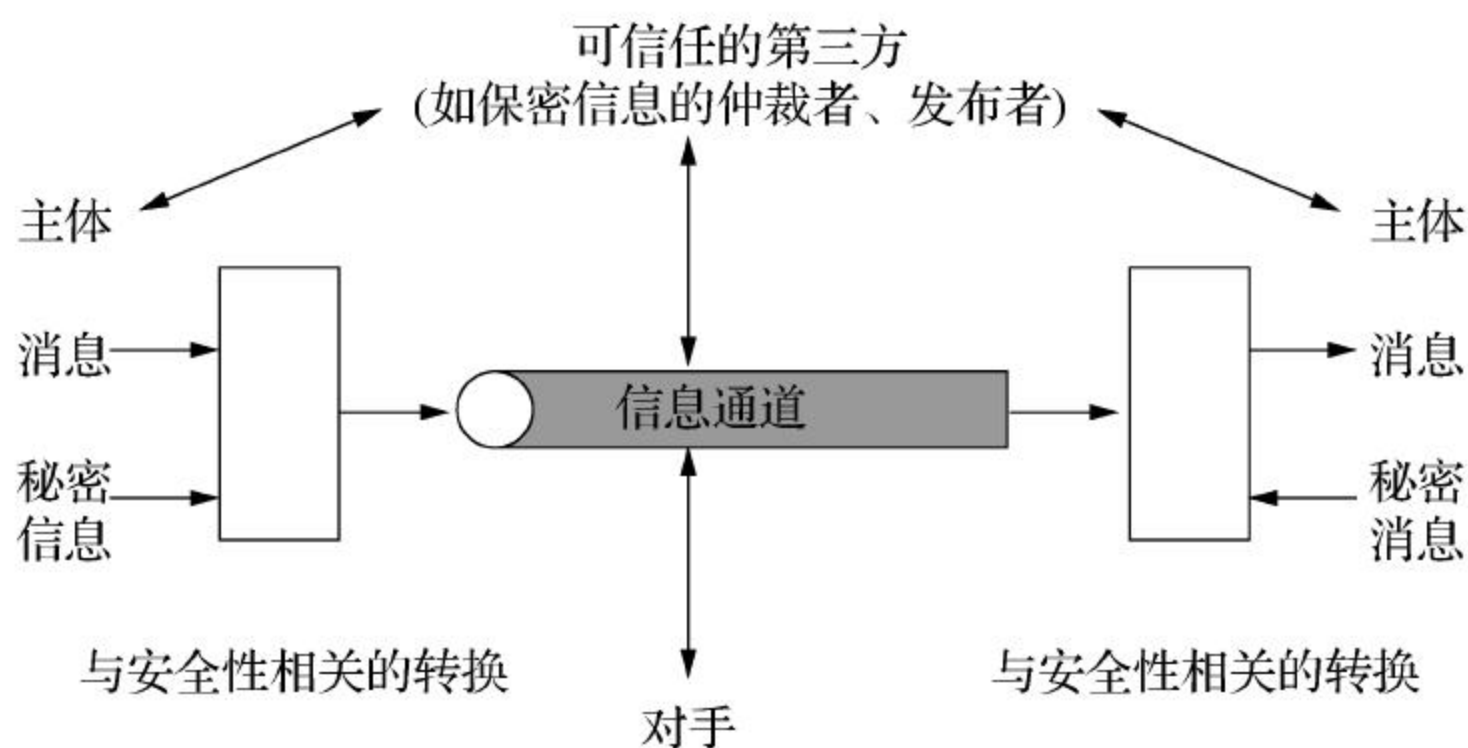 可信任的第三方
(如保密信息的仲裁者、发布者)
主体
主体
消息
信息通道
消息
秘密
信息
秘密
消息
与安全性相关的转换
与安全性相关的转换
对手